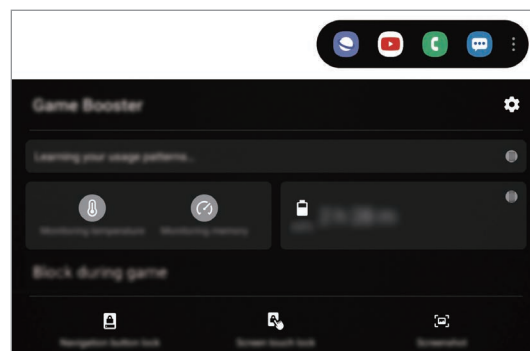 Game Booster
Learning your usage patterns...
Monitoring temperature Monitoring memory
Block during game
Navigation button lock Screen touch lock Screenshot